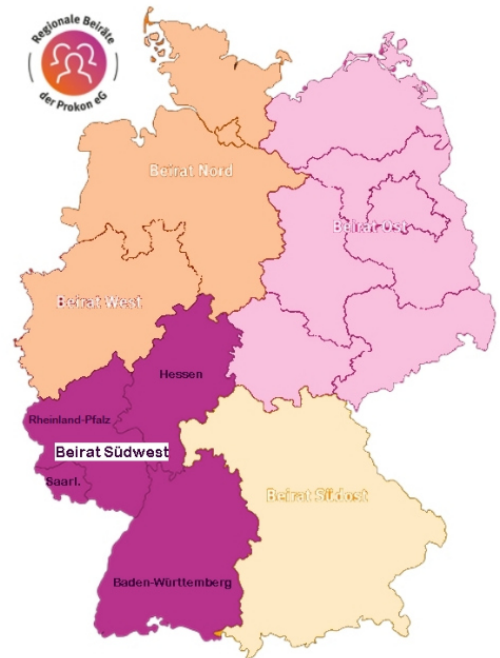 Regionale Beiräte
der Prokon eG
Beirat Nord
Beirat Ost
Beirat West
Hessen
Rheinland-Pfalz
Beirat Südwest
Saarl.
Beirat Südost
Baden-Württemberg